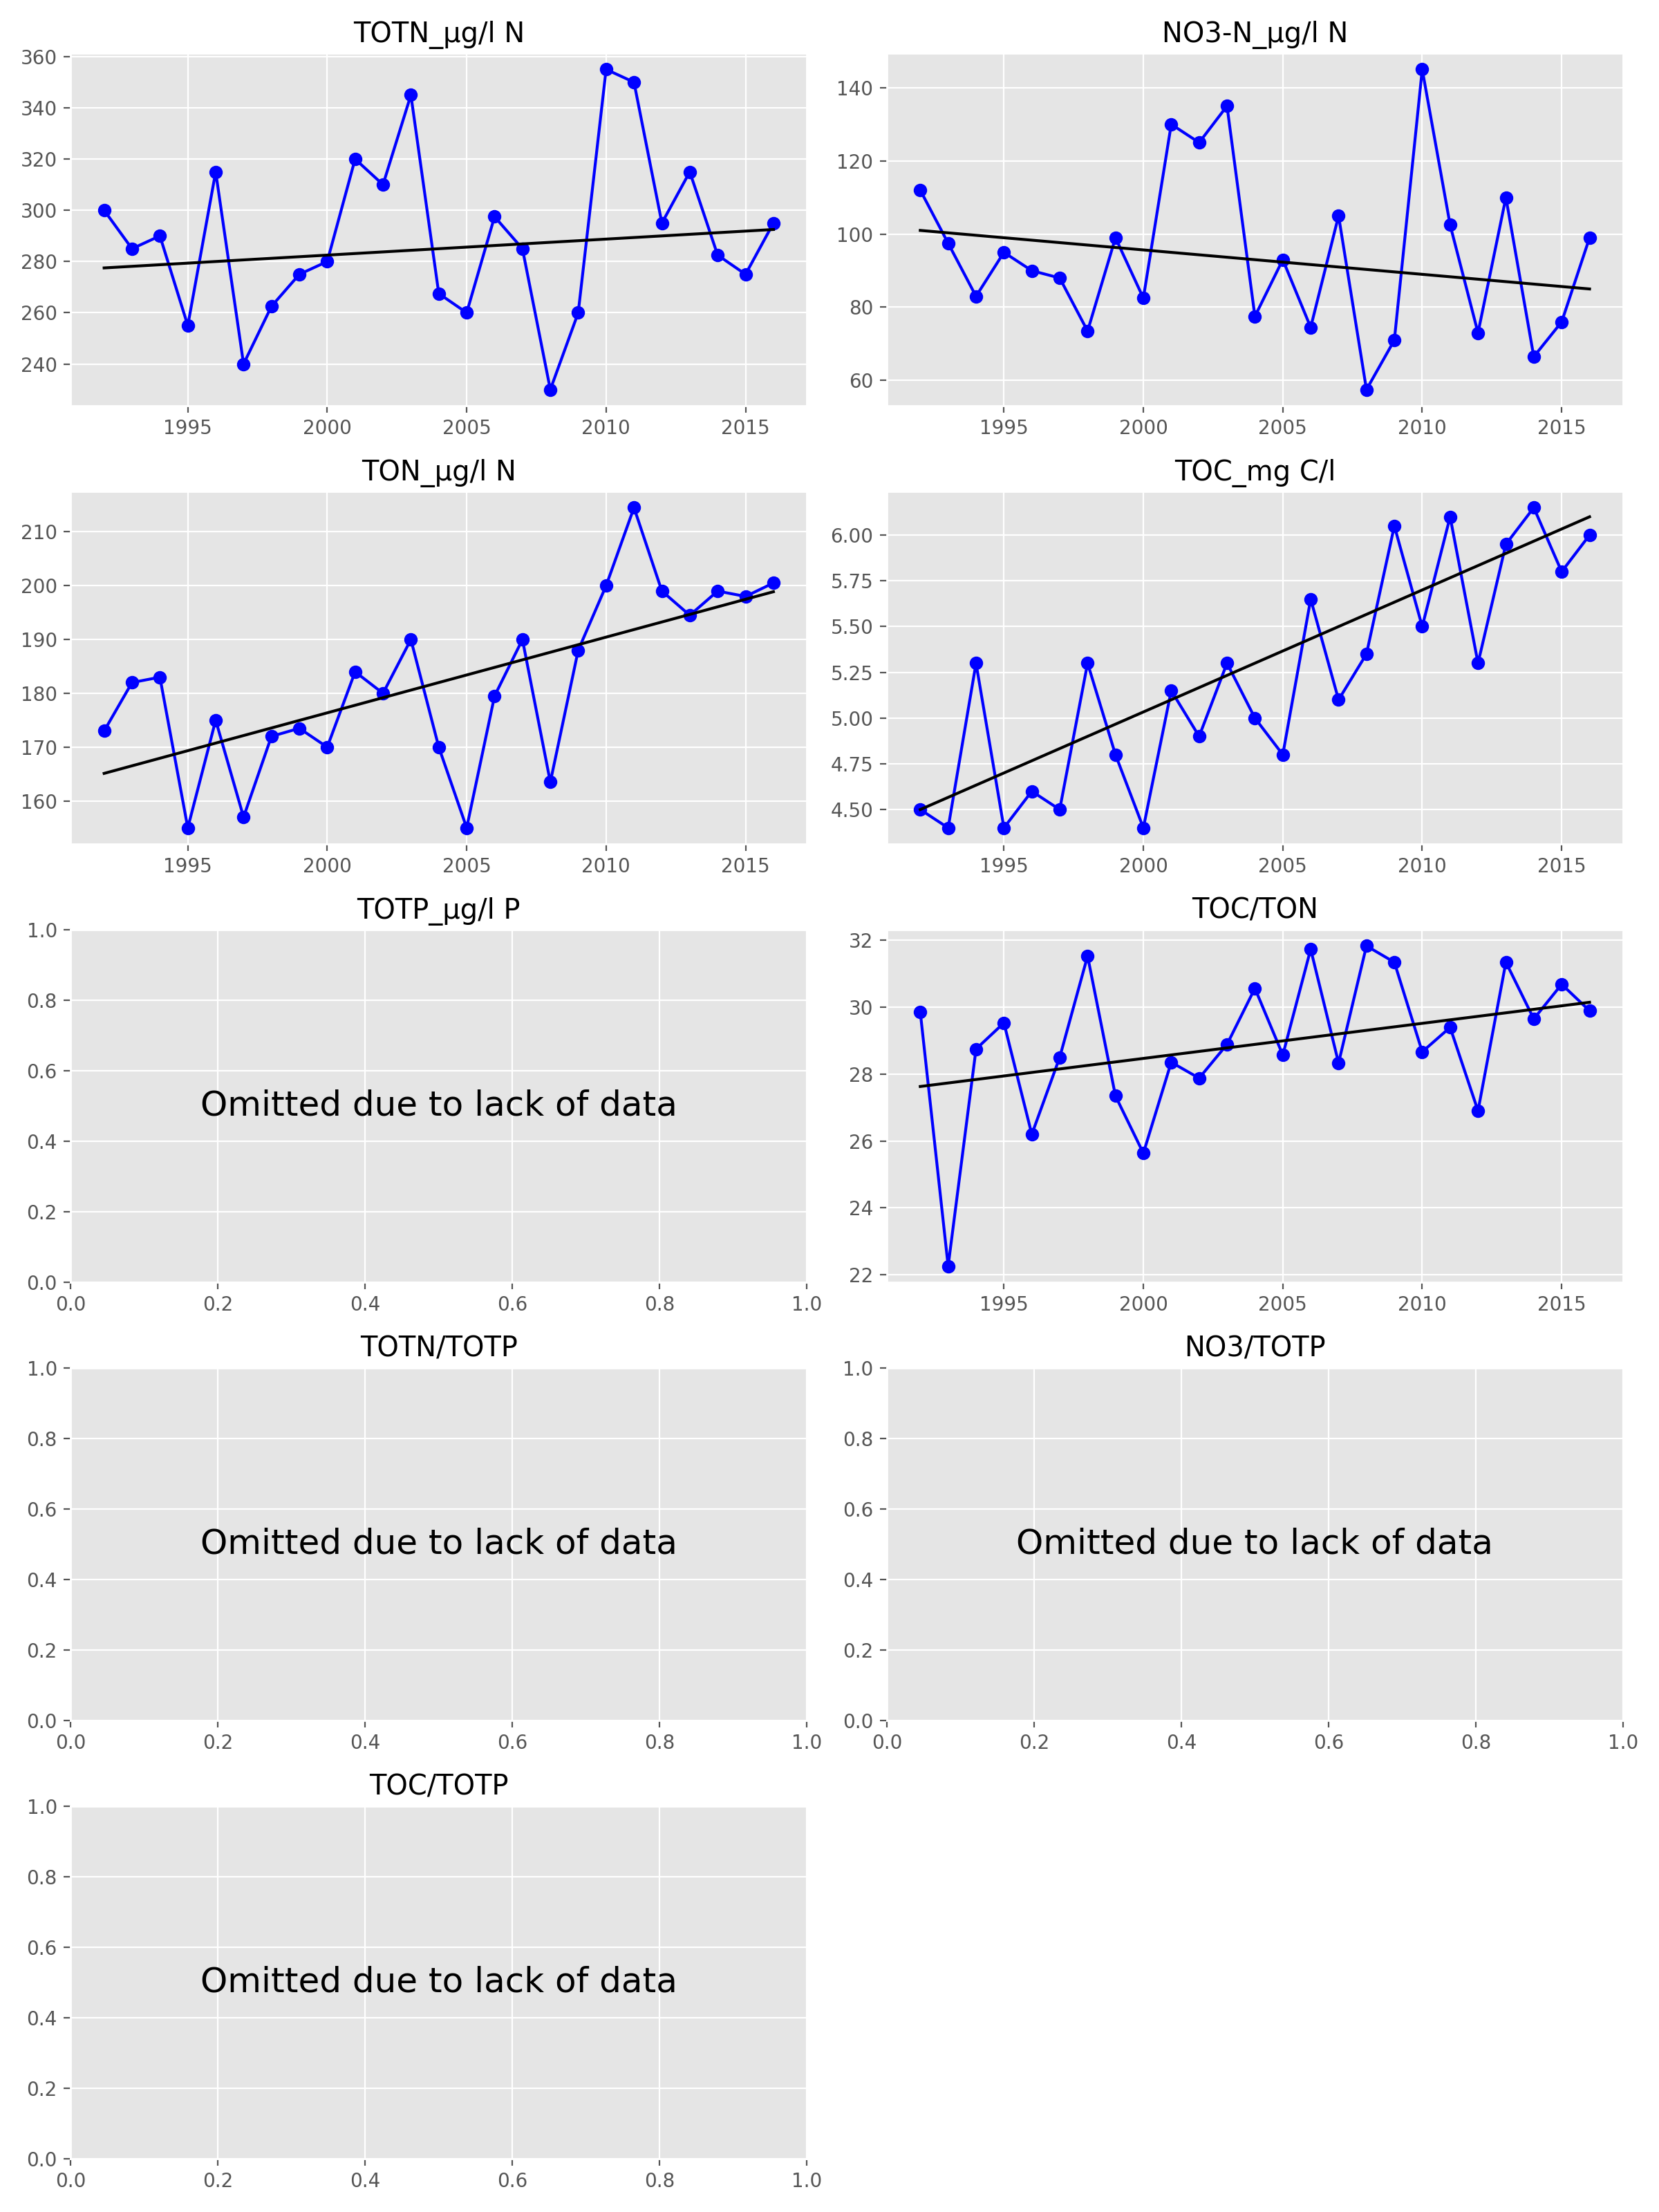 TOTN_µg/l N
360
340
320
300
280
260
240
1995 2000 2005 2010 2015
NO3-N_µg/l N
140
120
100
80
60
1995 2000 2005 2010 2015
TON_µg/l N
210
200
190
180
170
160
1995 2000 2005 2010 2015
TOC_mg C/l
6.00
5.75
5.50
5.25
5.00
4.75
4.50
1995 2000 2005 2010 2015
TOTP_µg/l P
1.0
0.8
0.6
Omitted due to lack of data
0.4
0.2
0.0
0.0 0.2 0.4 0.6 0.8 1.0
TOC/TON
32
30
28
26
24
22
1995 2000 2005 2010 2015
TOTN/TOTP
1.0
0.8
0.6
Omitted due to lack of data
0.4
0.2
0.0
0.0 0.2 0.4 0.6 0.8 1.0
NO3/TOTP
1.0
0.8
0.6
Omitted due to lack of data
0.4
0.2
0.0
0.0 0.2 0.4 0.6 0.8 1.0
TOC/TOTP
1.0
0.8
0.6
Omitted due to lack of data
0.4
0.2
0.0
0.0 0.2 0.4 0.6 0.8 1.0